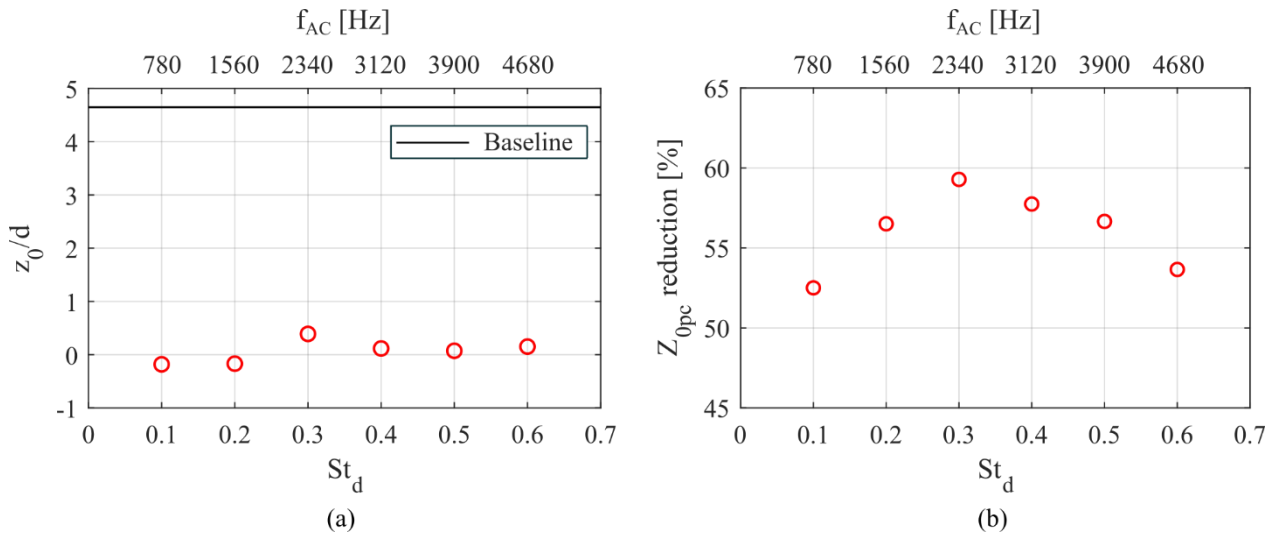 f_AC [Hz]
780 1560 2340 3120 3900 4680
5
4
3
2
1
0
-1
z_0/d
Baseline
0 0.1 0.2 0.3 0.4 0.5 0.6 0.7
St_d
(a)
f_AC [Hz]
780 1560 2340 3120 3900 4680
65
60
55
50
45
Z_0pc reduction [%]
0 0.1 0.2 0.3 0.4 0.5 0.6 0.7
St_d
(b)